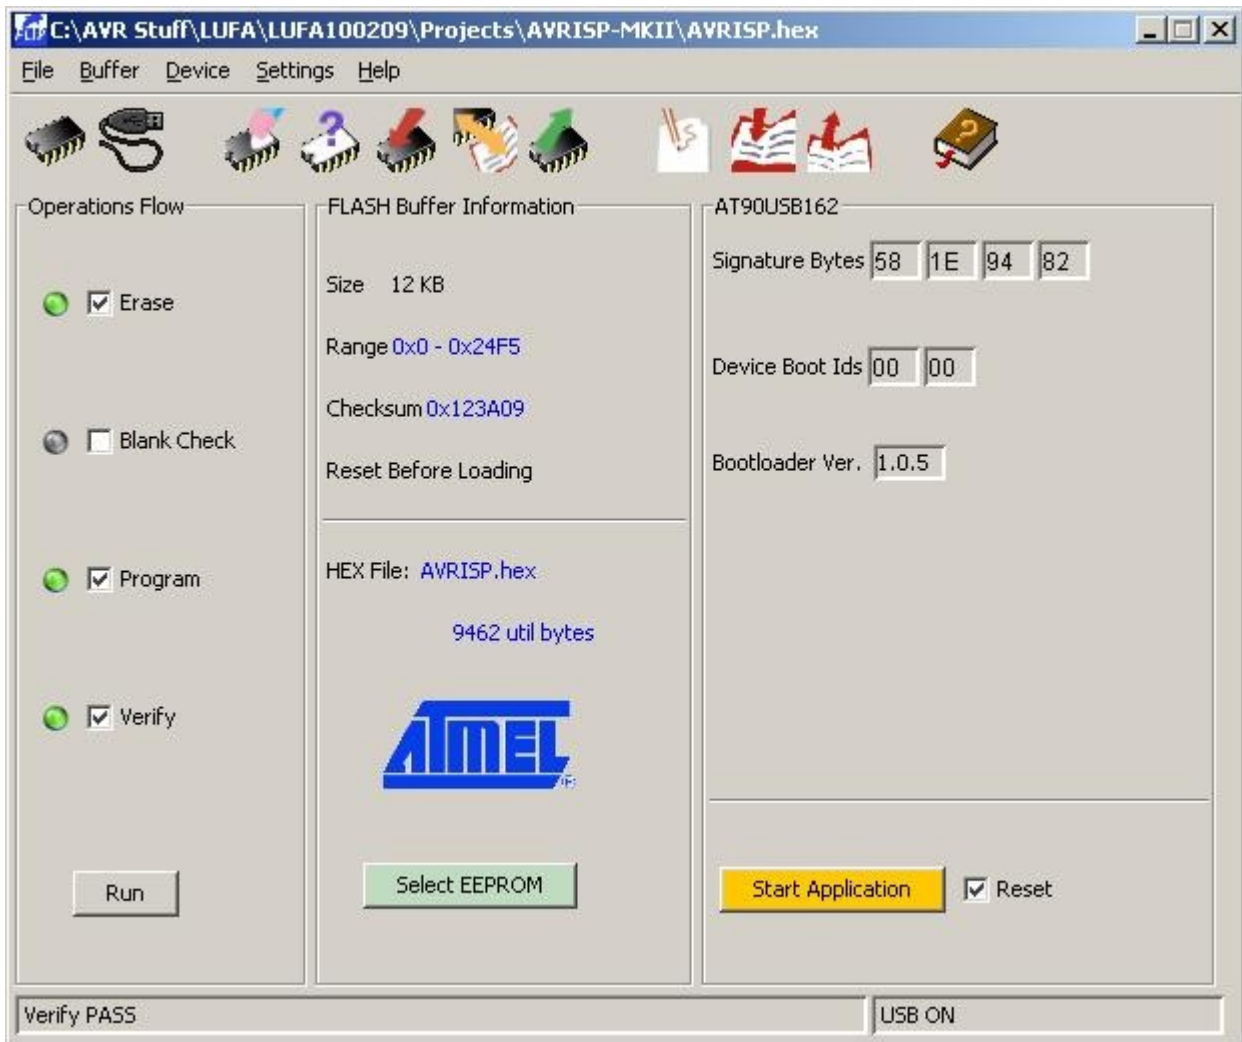 C:\AVR Stuff\LUFA\LUFA100209\Projects\AVRISP-MKII\AVRISP.hex
File Buffer Device Settings Help
Operations Flow
Erase
Blank Check
Program
Verify
Run
FLASH Buffer Information
Size 12 KB
Range 0x0 - 0x24F5
Checksum 0x123A09
Reset Before Loading
HEX File: AVRISP.hex
9462 util bytes
ATMEL
®
Select EEPROM
AT90USB162
Signature Bytes 58 1E 94 82
Device Boot Ids 00 00
Bootloader Ver. 1.0.5
Start Application Reset
Verify PASS
USB ON